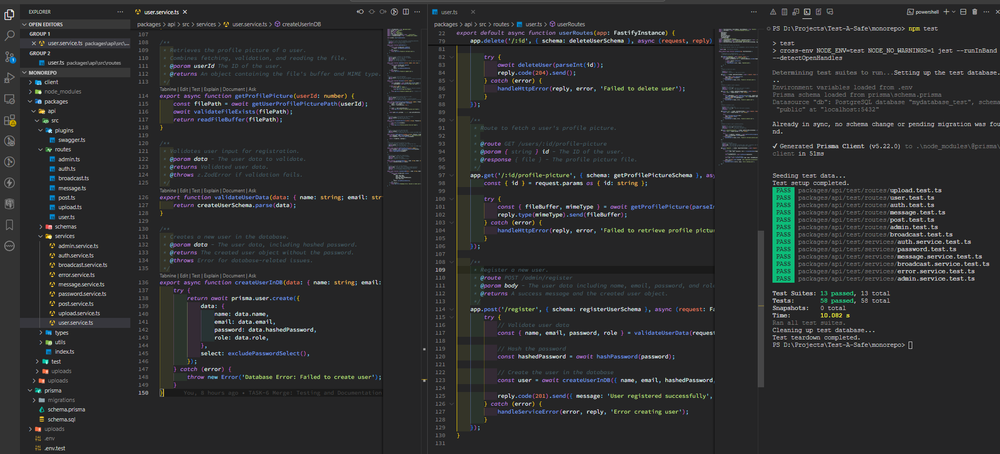 EXPLORER
OPEN EDITORS
GROUP 1
user.service.ts packages\api\src\...
GROUP 2
user.ts packages\api\src\routes
MONOREPO
client
node_modules
packages
api
src
plugins
swagger.ts
routes
admin.ts
auth.ts
broadcast.ts
message.ts
post.ts
upload.ts
user.ts
schemas
services
admin.service.ts
auth.service.ts
broadcast.service.ts
error.service.ts
message.service.ts
password.service.ts
post.service.ts
upload.service.ts
user.service.ts
types
utils
index.ts
test
uploads
uploads
prisma
migrations
schema.prisma
schema.sql
uploads
.env
.env.test
user.service.ts
packages > api > src > services > user.service.ts > createUserInDB
107
108 /**
109 * Retrieves the profile picture of a user.
110 * Combines fetching, validation, and reading the file.
111 * @param userId The ID of the user.
112 * @returns An object containing the file's buffer and MIME type.
113 */
Tabnine | Edit | Test | Explain | Document | Ask
114 export async function getProfilePicture(userId: number) {
115 const filePath = await getUserProfilePicturePath(userId);
116 await validateFileExists(filePath);
117 return readFileBuffer(filePath);
118 }
119
120 /**
121 * Validates user input for registration.
122 * @param data - The user data to validate.
123 * @returns Validated user data.
124 * @throws z.ZodError if validation fails.
125 */
Tabnine | Edit | Test | Explain | Document | Ask
126 export function validateUserData(data: { name: string; email: str
127 return createUserSchema.parse(data);
128 }
129
130 /**
131 * Creates a new user in the database.
132 * @param data - The user data, including hashed password.
133 * @returns The created user object without the password.
134 * @throws Error for database-related issues.
135 */
Tabnine | Edit | Test | Explain | Document | Ask
136 export async function createUserInDB(data: { name: string; email:
137 try {
138 return await prisma.user.create({
139 data: {
140 name: data.name,
141 email: data.email,
142 password: data.hashedPassword,
143 role: data.role,
144 },
145 select: excludePasswordSelect(),
146 });
147 } catch (error) {
148 throw new Error('Database Error: Failed to create user');
149 }
150 } You, 8 hours ago • TASK-6 Merge: Testing and Documentation
user.ts
packages > api > src > routes > user.ts > userRoutes
22 export default async function userRoutes(app: FastifyInstance) {
79 app.delete('/:id', { schema: deleteUserSchema }, async (request, reply)
81
82 try {
83 await deleteUser(parseInt(id));
84 reply.code(204).send();
85 } catch (error) {
86 handleHttpError(reply, error, 'Failed to delete user');
87 }
88 });
89
90 /**
91 * Route to fetch a user's profile picture.
92 *
93 * @route GET /users/:id/profile-picture
94 * @param { string } id - The ID of the user.
95 * @response { file } - The profile picture file.
96 */
97 app.get('/:id/profile-picture', { schema: getProfilePictureSchema }, asy
98 const { id } = request.params as { id: string };
99
100 try {
101 const { fileBuffer, mimeType } = await getProfilePicture(parseIn
102 reply.type(mimeType).send(fileBuffer);
103 } catch (error) {
104 handleHttpError(reply, error, 'Failed to retrieve profile pictur
105 }
106 });
107
108 /**
109 * Register a new user.
110 * @route POST /admin/register
111 * @param body - The user data including name, email, password, and role
112 * @returns A success message and the created user object.
113 */
114 app.post('/register', { schema: registerUserSchema }, async (request: Fa
115 try {
116 // Validate user data
117 const { name, email, password, role } = validateUserData(request
118
119 // Hash the password
120 const hashedPassword = await hashPassword(password);
121
122 // Create the user in the database
123 const user = await createUserInDB({ name, email, hashedPassword,
124
125 reply.code(201).send({ message: 'User registered successfully',
126 } catch (error) {
127 handleServiceError(error, reply, 'Error creating user');
128 }
129 });
130 }
131
powershell
PS D:\Projects\Test-A-Safe\monorepo> npm test
> test
> cross-env NODE_ENV=test NODE_NO_WARNINGS=1 jest --runInBand
--detectOpenHandles
Determining test suites to run...Setting up the test database.
..
Environment variables loaded from .env
Prisma schema loaded from prisma\schema.prisma
Datasource "db": PostgreSQL database "mydatabase_test", schema
"public" at "localhost:5432"
Already in sync, no schema change or pending migration was fou
nd.
✔ Generated Prisma Client (v5.22.0) to .\node_modules\@prisma\
client in 51ms
Seeding test data...
Test setup completed.
PASS packages/api/test/routes/upload.test.ts
PASS packages/api/test/routes/user.test.ts
PASS packages/api/test/routes/auth.test.ts
PASS packages/api/test/routes/message.test.ts
PASS packages/api/test/routes/post.test.ts
PASS packages/api/test/routes/admin.test.ts
PASS packages/api/test/routes/broadcast.test.ts
PASS packages/api/test/services/auth.service.test.ts
PASS packages/api/test/services/password.test.ts
PASS packages/api/test/services/message.service.test.ts
PASS packages/api/test/services/broadcast.service.test.ts
PASS packages/api/test/services/error.service.test.ts
PASS packages/api/test/services/admin.service.test.ts
Test Suites: 13 passed, 13 total
Tests: 58 passed, 58 total
Snapshots: 0 total
Time: 10.082 s
Ran all test suites.
Cleaning up test database...
Test teardown completed.
PS D:\Projects\Test-A-Safe\monorepo>